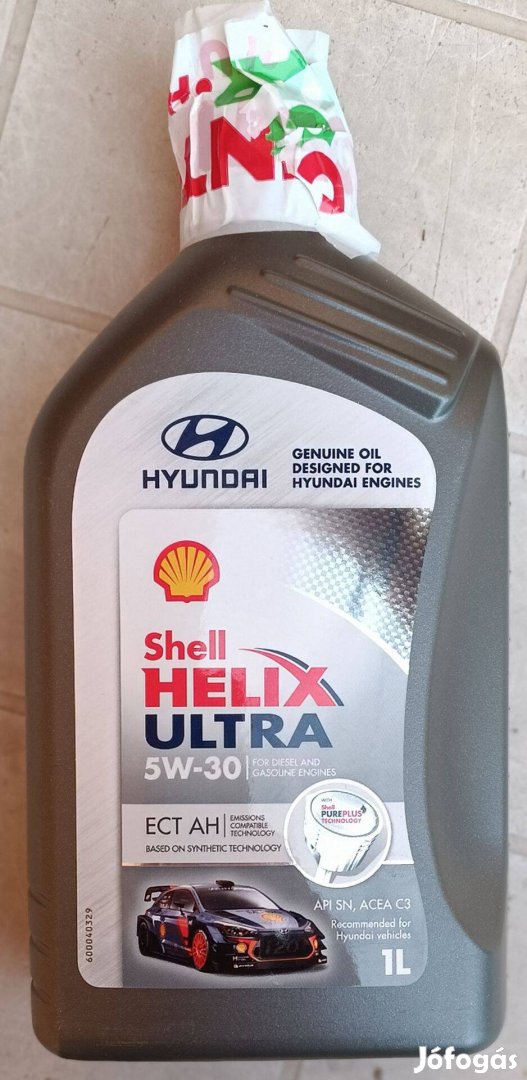 HYUNDAI
GENUINE OIL
DESIGNED FOR
HYUNDAI ENGINES
Shell
HELIX
ULTRA
5W-30
FOR DIESEL AND
GASOLINE ENGINES
ECT AH
EMISSIONS
COMPATIBLE
TECHNOLOGY
BASED ON SYNTHETIC TECHNOLOGY
WITH
Shell
PUREPLUS
TECHNOLOGY
API SN, ACEA C3
Recommended for
Hyundai vehicles
1L
600040329
Jófogás